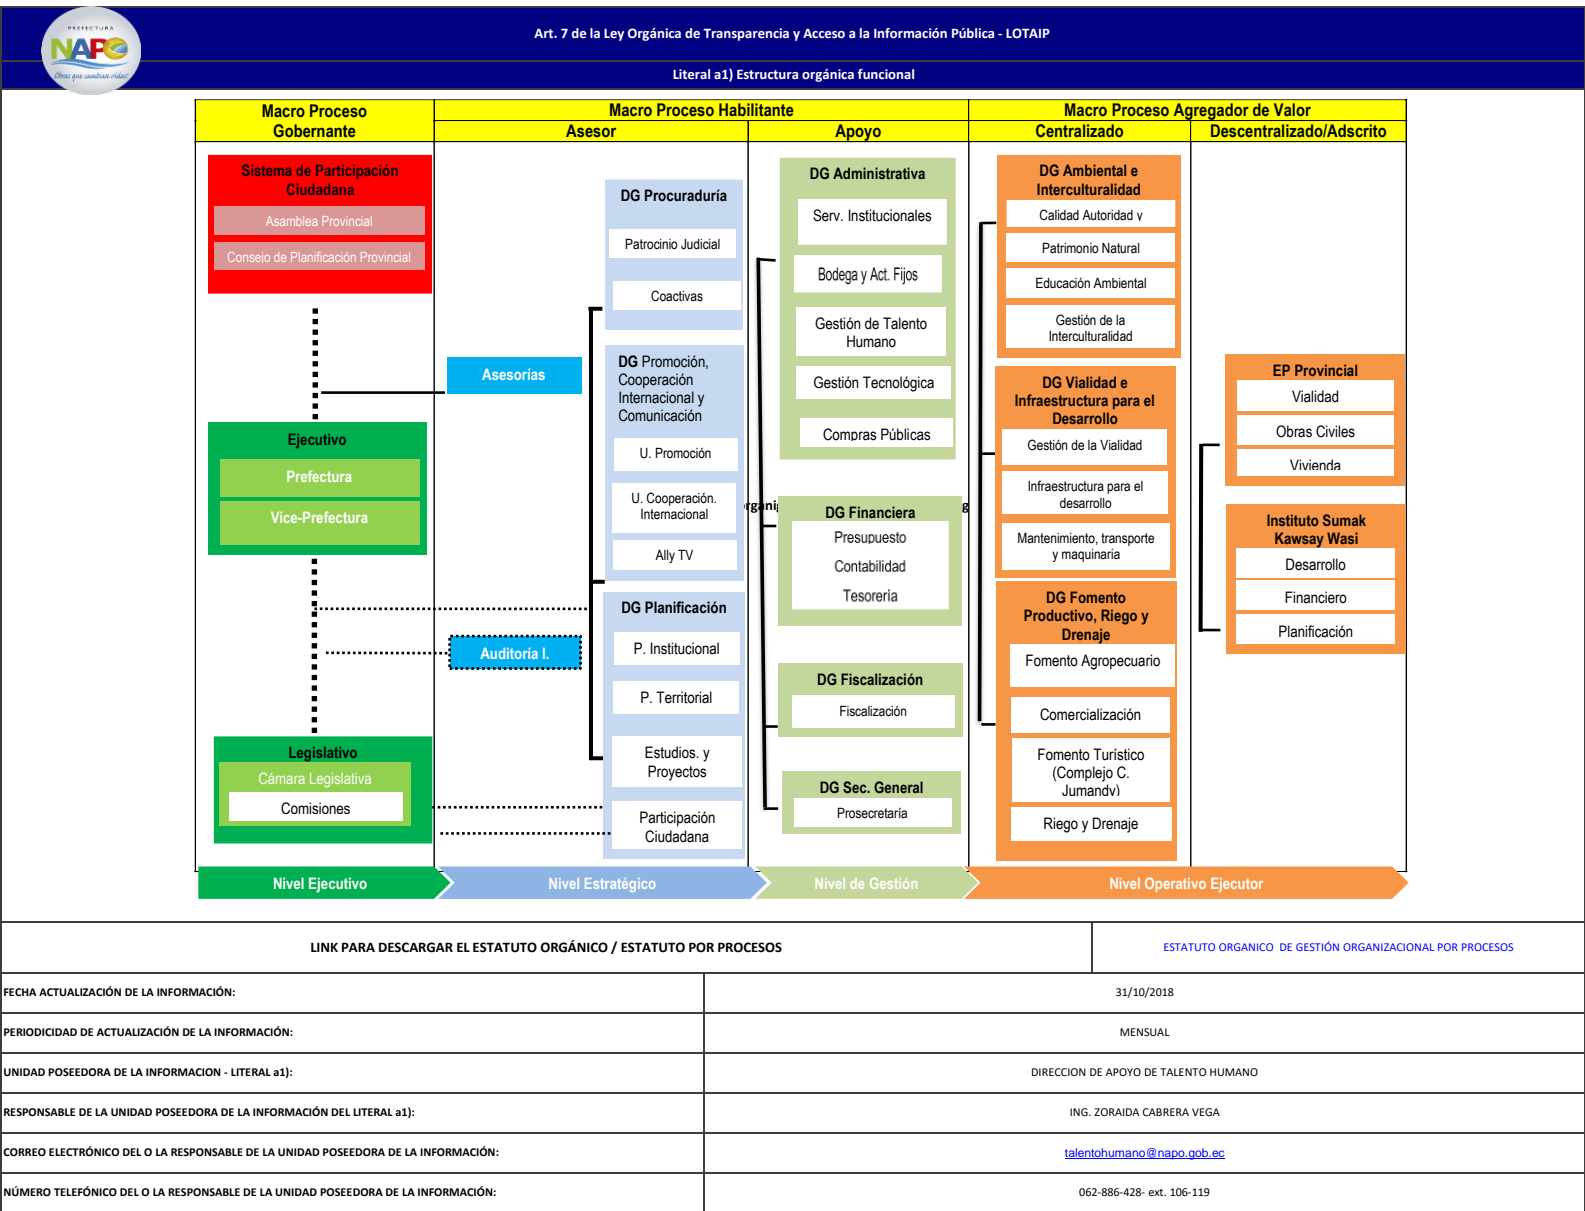 PREFECTURA
NAPO
Obras que cambian vidas!
Art. 7 de la Ley Orgánica de Transparencia y Acceso a la Información Pública - LOTAIP
Literal a1) Estructura orgánica funcional
Macro Proceso
Gobernante
Macro Proceso Habilitante
Asesor
Apoyo
Macro Proceso Agregador de Valor
Centralizado
Descentralizado/Adscrito
Sistema de Participación
Ciudadana
Asamblea Provincial
Consejo de Planificación Provincial
Ejecutivo
Prefectura
Vice-Prefectura
Legislativo
Cámara Legislativa
Comisiones
Asesorías
Auditoría I.
DG Procuraduría
Patrocinio Judicial
Coactivas
DG Promoción,
Cooperación
Internacional y
Comunicación
U. Promoción
U. Cooperación.
Internacional
Ally TV
DG Planificación
P. Institucional
P. Territorial
Estudios. y
Proyectos
Participación
Ciudadana
DG Administrativa
Serv. Institucionales
Bodega y Act. Fijos
Gestión de Talento
Humano
Gestión Tecnológica
Compras Públicas
DG Financiera
Presupuesto
Contabilidad
Tesorería
DG Fiscalización
Fiscalización
DG Sec. General
Prosecretaría
DG Ambiental e
Interculturalidad
Calidad Autoridad y
Patrimonio Natural
Educación Ambiental
Gestión de la
Interculturalidad
DG Vialidad e
Infraestructura para el
Desarrollo
Gestión de la Vialidad
Infraestructura para el
desarrollo
Mantenimiento, transporte
y maquinaria
DG Fomento
Productivo, Riego y
Drenaje
Fomento Agropecuario
Comercialización
Fomento Turístico
(Complejo C.
Jumandy)
Riego y Drenaje
EP Provincial
Vialidad
Obras Civiles
Vivienda
Instituto Sumak
Kawsay Wasi
Desarrollo
Financiero
Planificación
Nivel Ejecutivo
Nivel Estratégico
Nivel de Gestión
Nivel Operativo Ejecutor
LINK PARA DESCARGAR EL ESTATUTO ORGÁNICO / ESTATUTO POR PROCESOS
ESTATUTO ORGANICO DE GESTIÓN ORGANIZACIONAL POR PROCESOS
FECHA ACTUALIZACIÓN DE LA INFORMACIÓN:
31/10/2018
PERIODICIDAD DE ACTUALIZACIÓN DE LA INFORMACIÓN:
MENSUAL
UNIDAD POSEEDORA DE LA INFORMACION - LITERAL a1):
DIRECCION DE APOYO DE TALENTO HUMANO
RESPONSABLE DE LA UNIDAD POSEEDORA DE LA INFORMACIÓN DEL LITERAL a1):
ING. ZORAIDA CABRERA VEGA
CORREO ELECTRÓNICO DEL O LA RESPONSABLE DE LA UNIDAD POSEEDORA DE LA INFORMACIÓN:
talentohumano@napo.gob.ec
NÚMERO TELEFÓNICO DEL O LA RESPONSABLE DE LA UNIDAD POSEEDORA DE LA INFORMACIÓN:
062-886-428- ext. 106-119